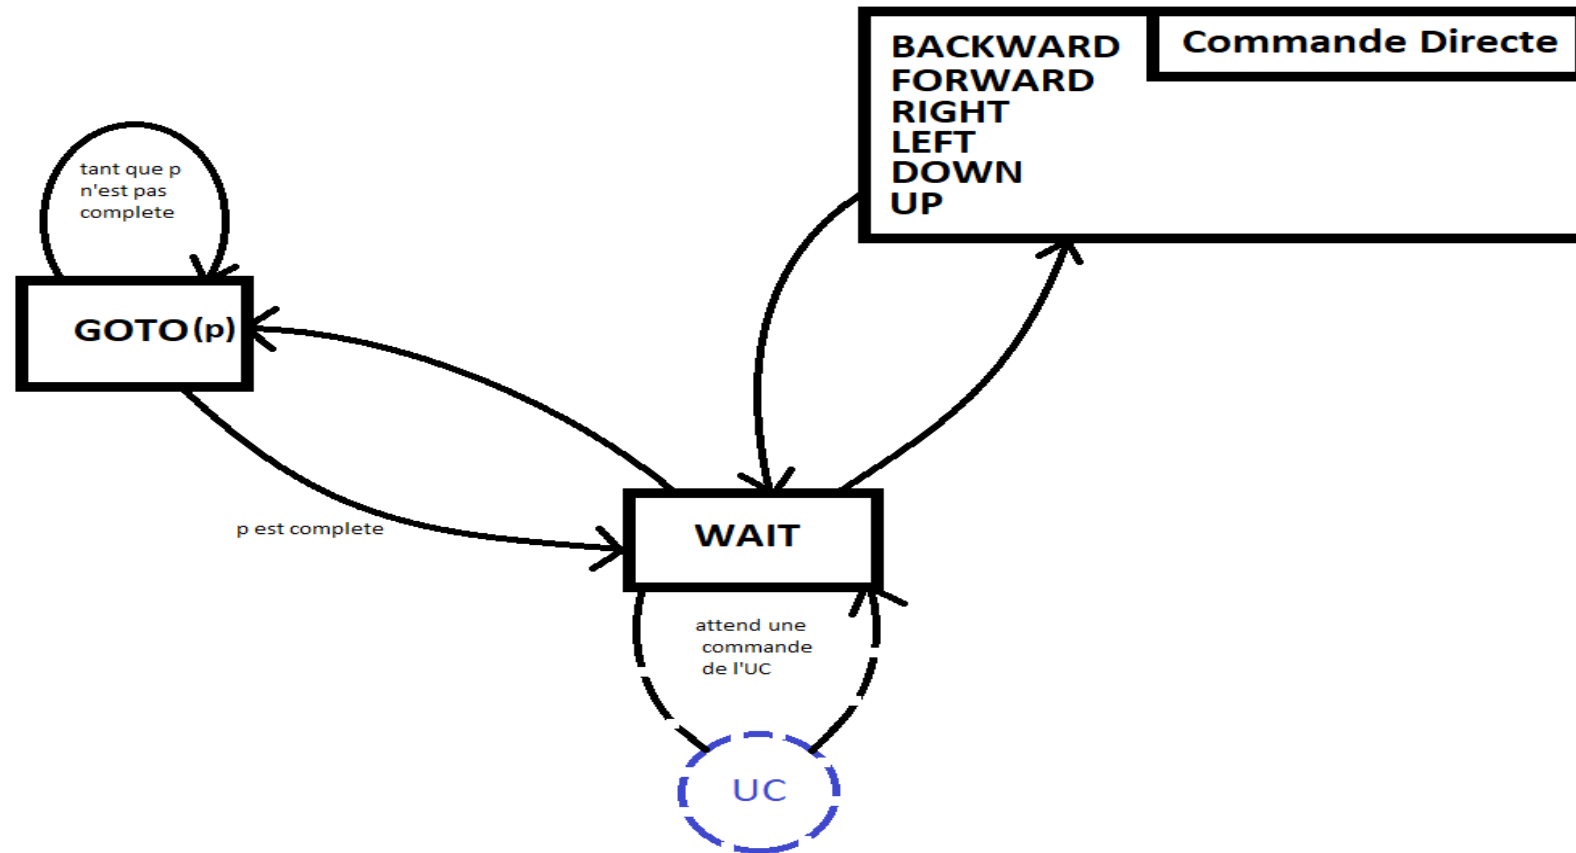 BACKWARD
FORWARD
RIGHT
LEFT
DOWN
UP
Commande Directe
tant que p
n'est pas
complete
GOTO (p)
p est complete
WAIT
attend une
commande
de l'UC
UC